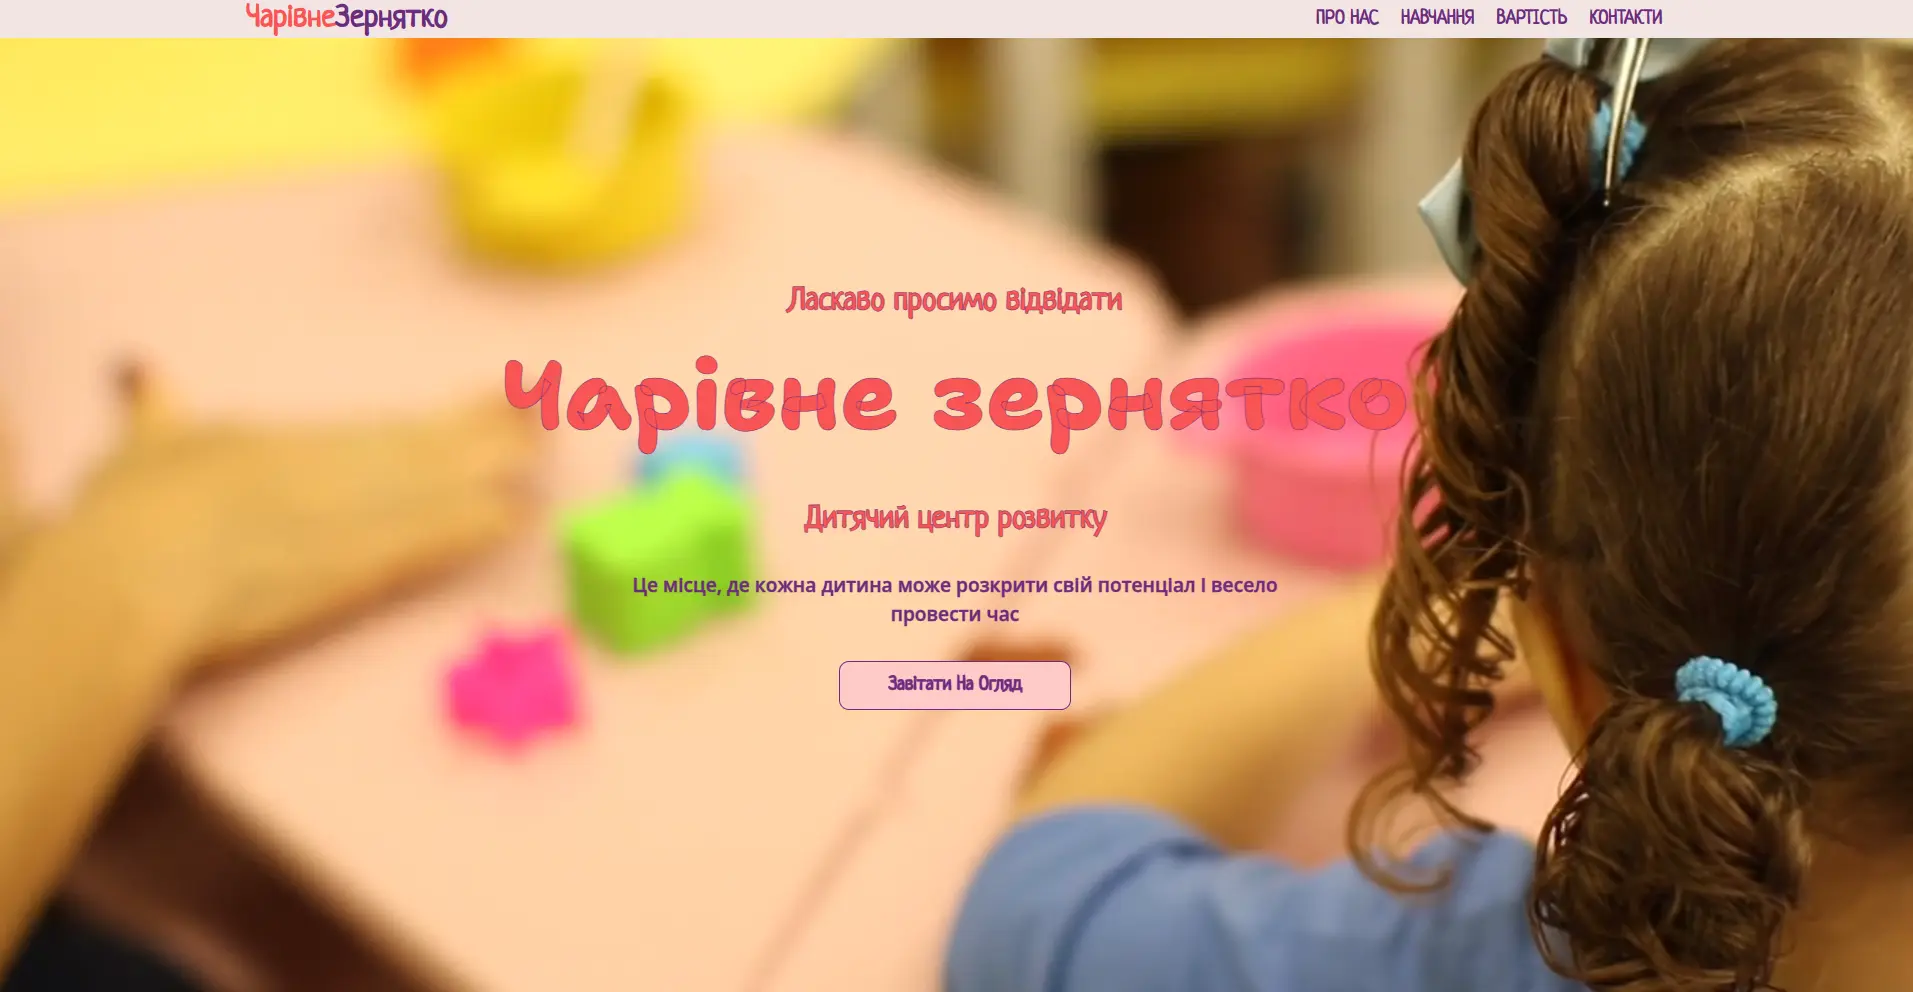 ЧарівнеЗернятко
ПРО НАС НАВЧАННЯ ВАРТІСТЬ КОНТАКТИ
Ласкаво просимо відвідати
Чарівне зернятко
Дитячий центр розвитку
Це місце, де кожна дитина може розкрити свій потенціал і весело
провести час
Завітати На Огляд